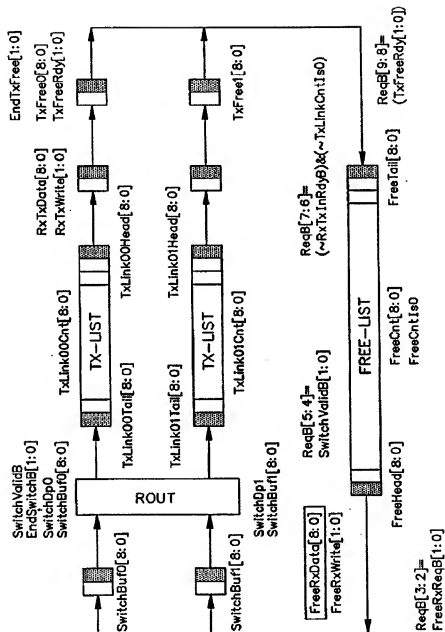 EndTxFree[1:0]
TxFree0[8:0]
TxFreeRdy[1:0]
RxTxData[8:0]
RxTxWrite[1:0]
TxLink00Head[8:0]
TxLink00Cnt[8:0]
TX-LIST
TxLink00Tail[8:0]
SwitchValidB
EndSwitchB[1:0]
SwitchDp0
SwitchBuf0[8:0]
SwitchBuf0[8:0]
ROUT
TxFree1[8:0]
TxLink01Head[8:0]
TX-LIST
TxLink01Cnt[8:0]
TxLink01Tail[8:0]
SwitchDp1
SwitchBuf1[8:0]
SwitchBuf1[8:0]
ReqB[9:8]=
(TxFreeRdy[1:0])
ReqB[7:6]=
(~RxTxInRdyB)&(~TxLinkCntIs0)
ReqB[5:4]=
SwitchValidB[1:0]
FreeTail[8:0]
FREE-LIST
FreeCnt[8:0]
FreeCntIs0
FreeHead[8:0]
FreeRxData[8:0]
FreeRxWrite[1:0]
ReqB[3:2]=
FreeRxReqB[1:0]